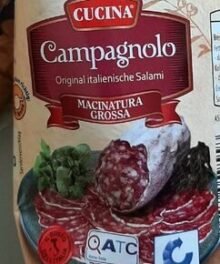 CUCINA
Campagnolo
Original italienische Salami
MACINATURA
GROSSA
QATC